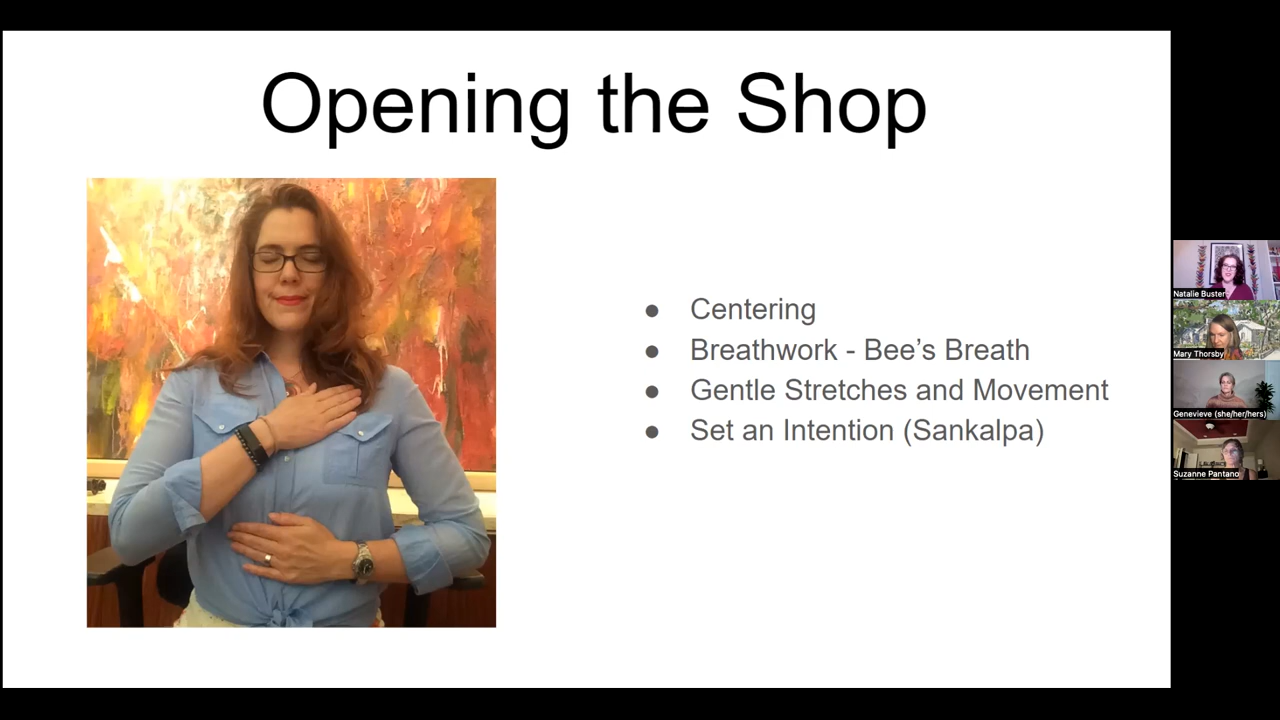 Opening the Shop
● Centering
● Breathwork - Bee’s Breath
● Gentle Stretches and Movement
● Set an Intention (Sankalpa)
Natalie Buster
Mary Thorsby
Genevieve (she/her/hers)
Suzanne Pantano